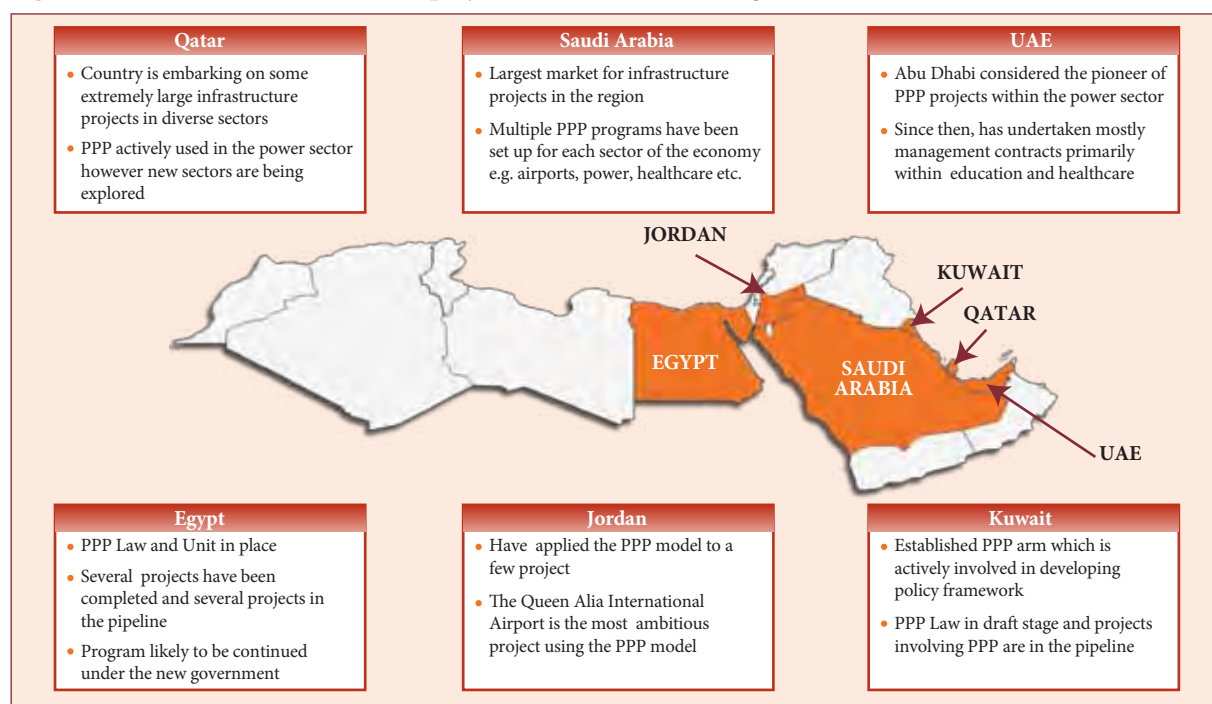 Qatar
• Country is embarking on some
extremely large infrastructure
projects in diverse sectors
• PPP actively used in the power sector
however new sectors are being
explored
Saudi Arabia
• Largest market for infrastructure
projects in the region
• Multiple PPP programs have been
set up for each sector of the economy
e.g. airports, power, healthcare etc.
UAE
• Abu Dhabi considered the pioneer of
PPP projects within the power sector
• Since then, has undertaken mostly
management contracts primarily
within education and healthcare
JORDAN
KUWAIT
QATAR
EGYPT
SAUDI
ARABIA
UAE
Egypt
• PPP Law and Unit in place
• Several projects have been
completed and several projects in
the pipeline
• Program likely to be continued
under the new government
Jordan
• Have applied the PPP model to a
few project
• The Queen Alia International
Airport is the most ambitious
project using the PPP model
Kuwait
• Established PPP arm which is
actively involved in developing
policy framework
• PPP Law in draft stage and projects
involving PPP are in the pipeline